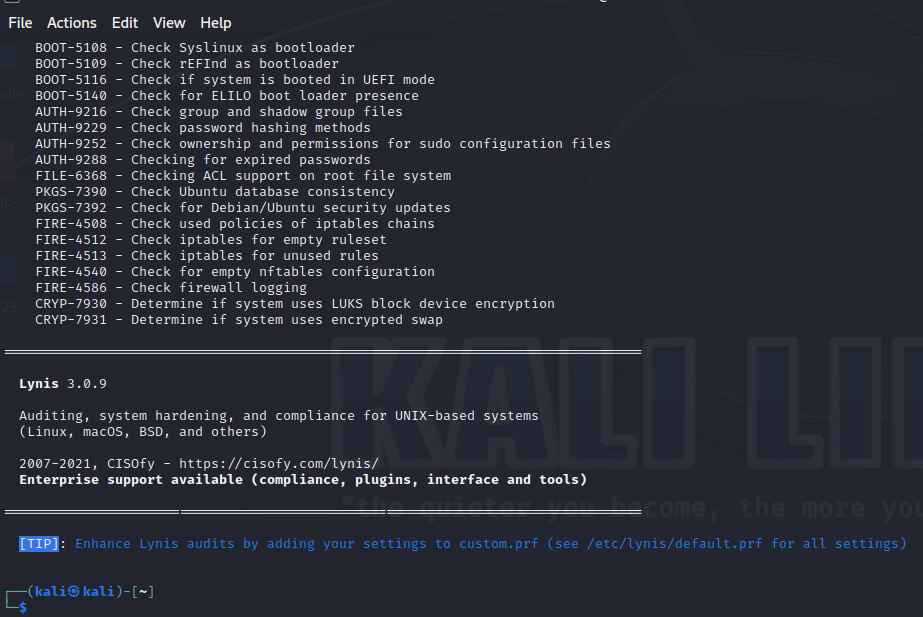 File Actions Edit View Help
BOOT-5108 - Check Syslinux as bootloader
BOOT-5109 - Check rEFInd as bootloader
BOOT-5116 - Check if system is booted in UEFI mode
BOOT-5140 - Check for ELILO boot loader presence
AUTH-9216 - Check group and shadow group files
AUTH-9229 - Check password hashing methods
AUTH-9252 - Check ownership and permissions for sudo configuration files
AUTH-9288 - Checking for expired passwords
FILE-6368 - Checking ACL support on root file system
PKGS-7390 - Check Ubuntu database consistency
PKGS-7392 - Check for Debian/Ubuntu security updates
FIRE-4508 - Check used policies of iptables chains
FIRE-4512 - Check iptables for empty ruleset
FIRE-4513 - Check iptables for unused rules
FIRE-4540 - Check for empty nftables configuration
FIRE-4586 - Check firewall logging
CRYP-7930 - Determine if system uses LUKS block device encryption
CRYP-7931 - Determine if system uses encrypted swap
Lynis 3.0.9
Auditing, system hardening, and compliance for UNIX-based systems
(Linux, macOS, BSD, and others)
2007-2021, CISOfy - https://cisofy.com/lynis/
Enterprise support available (compliance, plugins, interface and tools)
KALI LI
"the quieter you become, the more you
[TIP]: Enhance Lynis audits by adding your settings to custom.prf (see /etc/lynis/default.prf for all settings)
┌──(kali㉿kali)-[~]
└─$